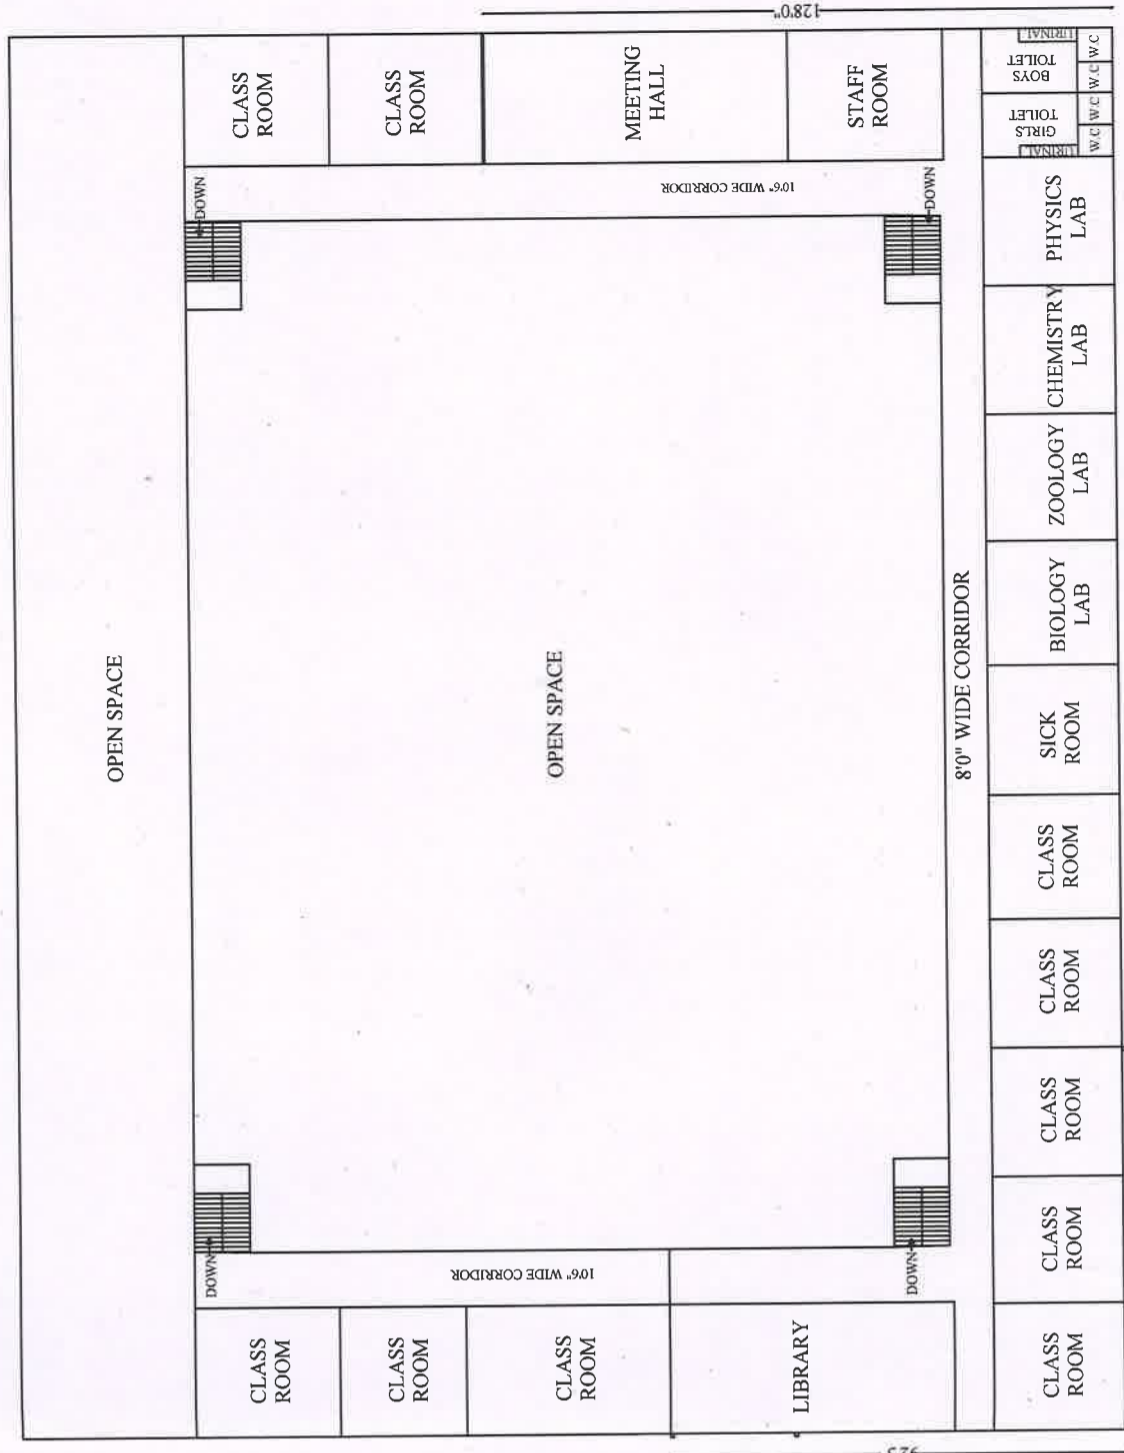 128'0"
CLASS
ROOM
CLASS
ROOM
MEETING
HALL
STAFF
ROOM
BOYS
TOILET
URINAL
W.C
W.C
GIRLS
TOILET
URINAL
W.C
W.C
DOWN
10'6" WIDE CORRIDOR
DOWN
PHYSICS
LAB
CHEMISTRY
LAB
ZOOLOGY
LAB
BIOLOGY
LAB
OPEN SPACE
OPEN SPACE
8'0" WIDE CORRIDOR
SICK
ROOM
CLASS
ROOM
CLASS
ROOM
CLASS
ROOM
CLASS
ROOM
DOWN
10'6" WIDE CORRIDOR
DOWN
CLASS
ROOM
CLASS
ROOM
CLASS
ROOM
LIBRARY
CLASS
ROOM